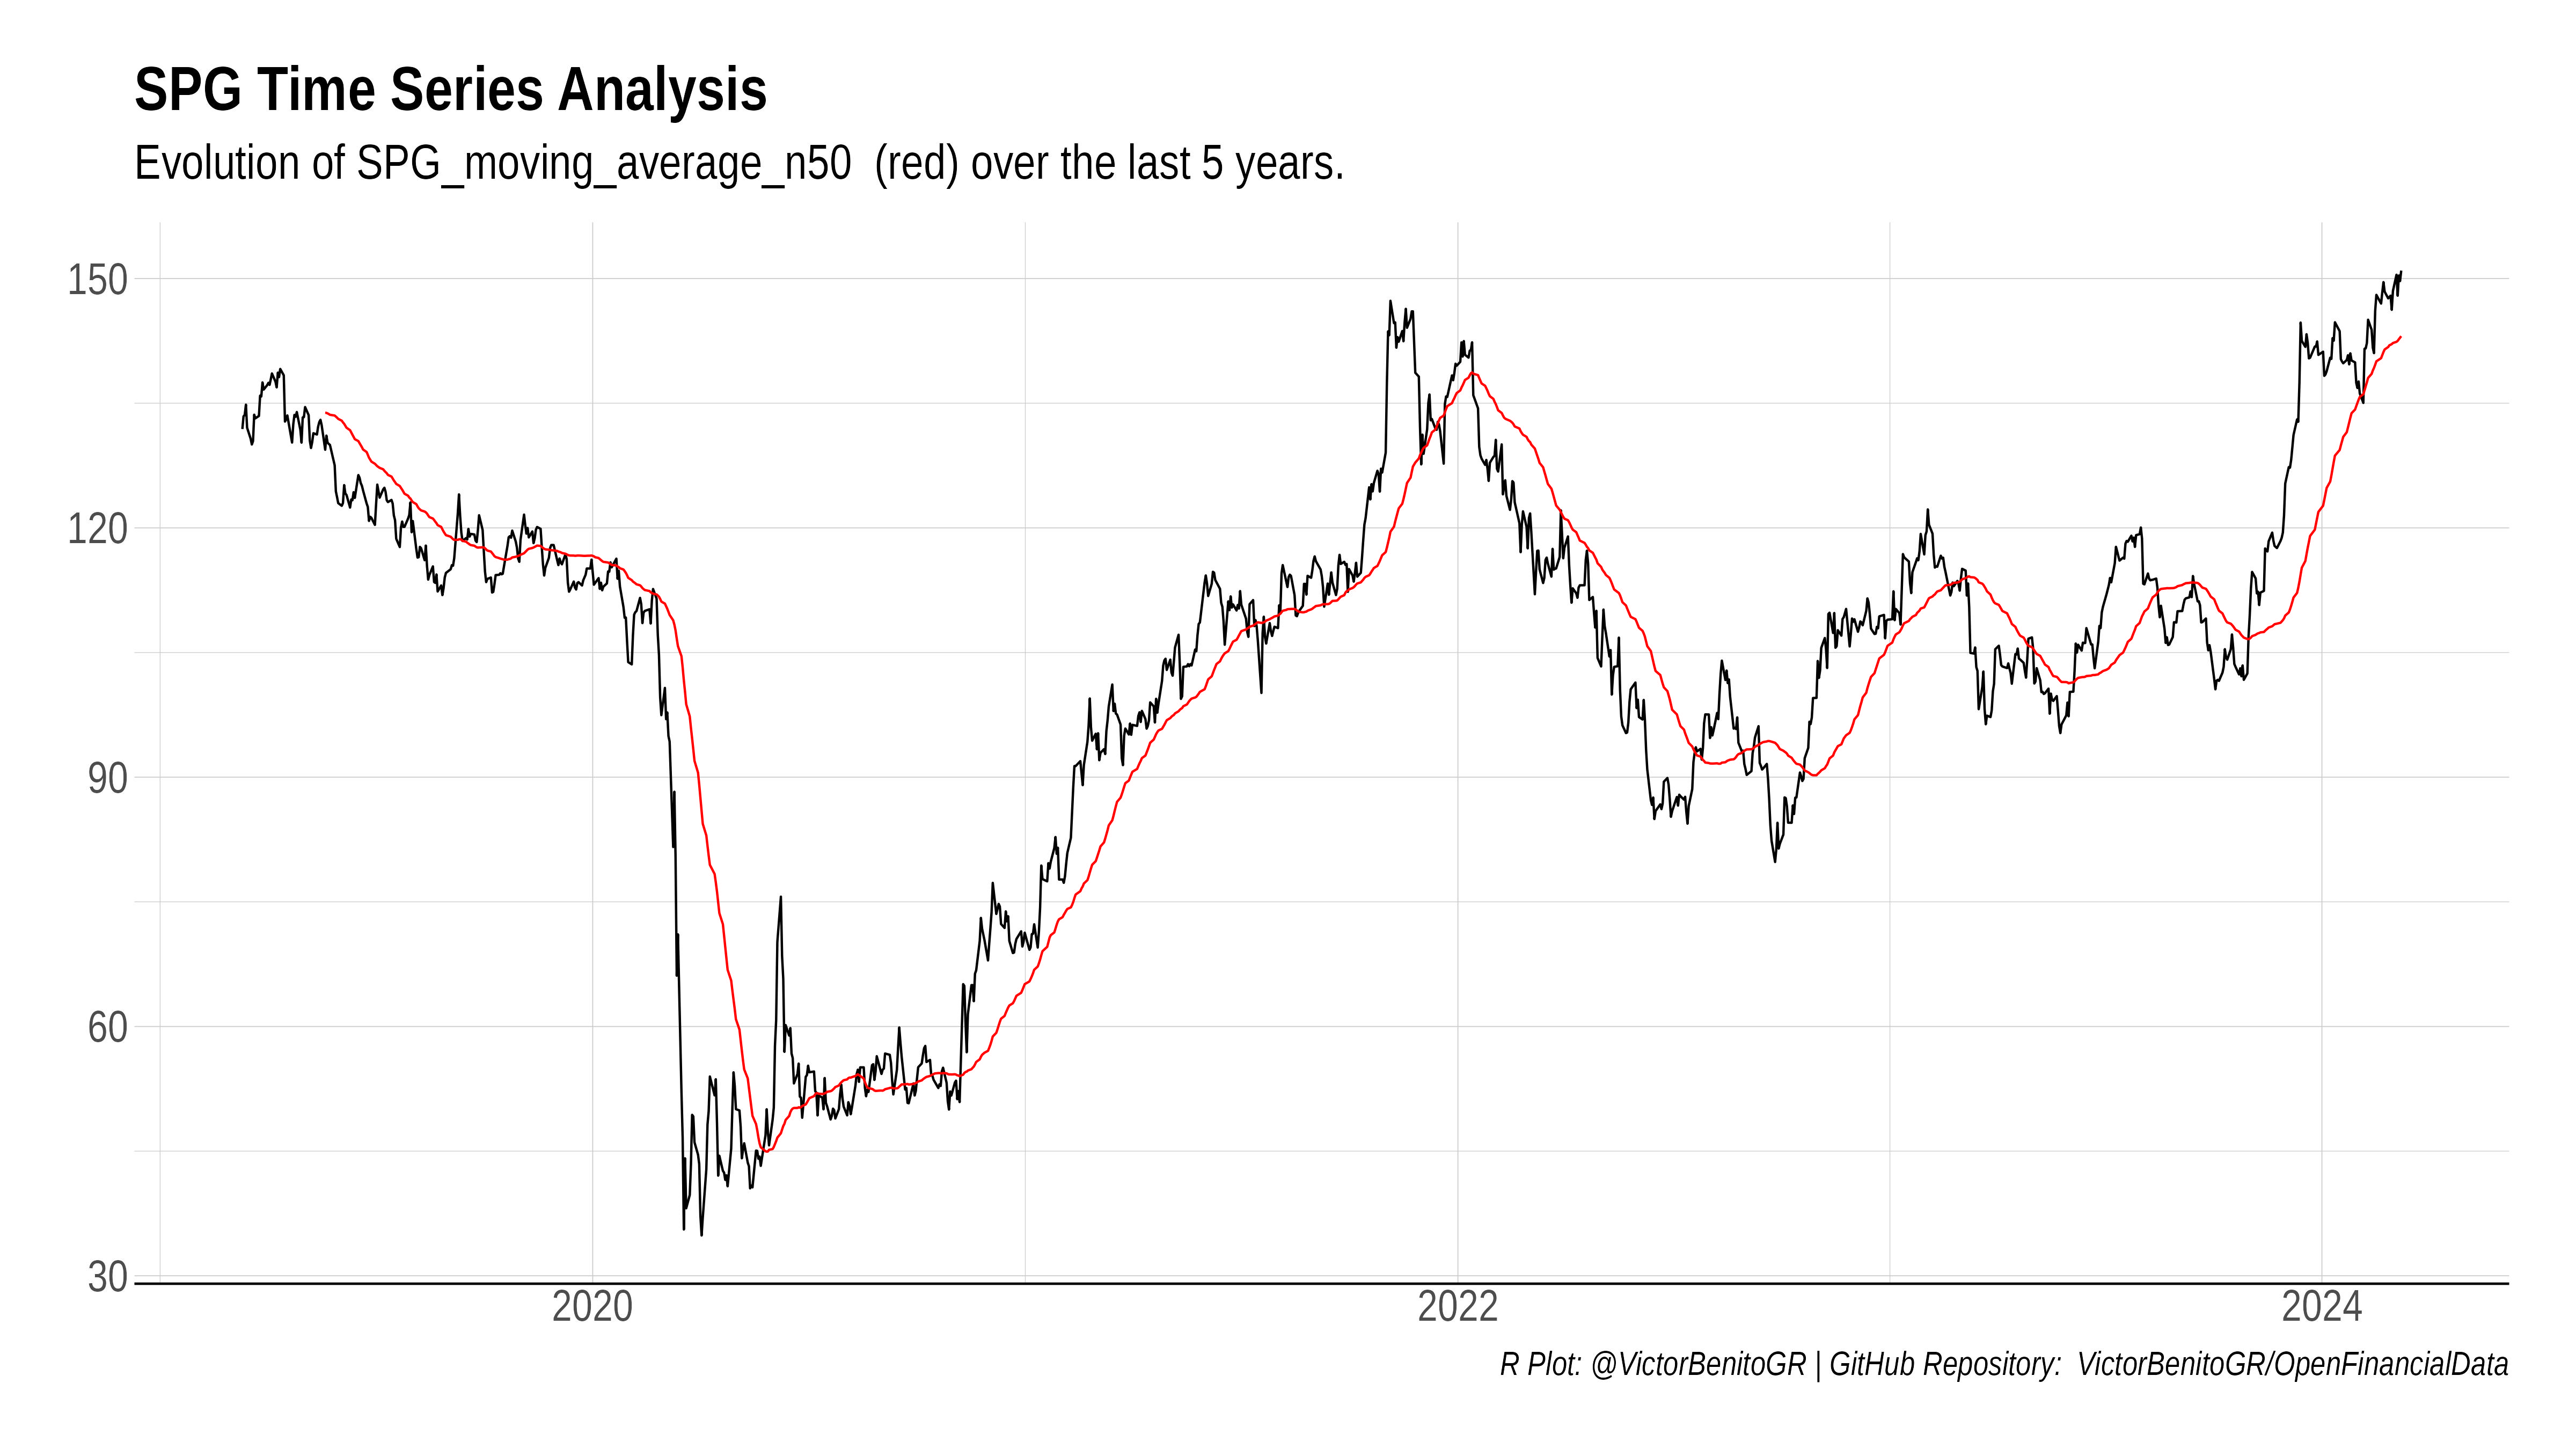 SPG Time Series Analysis
Evolution of SPG_moving_average_n50  (red) over the last 5 years.
150
120
90
60
30
2020 2022 2024
R Plot: @VictorBenitoGR | GitHub Repository:  VictorBenitoGR/OpenFinancialData